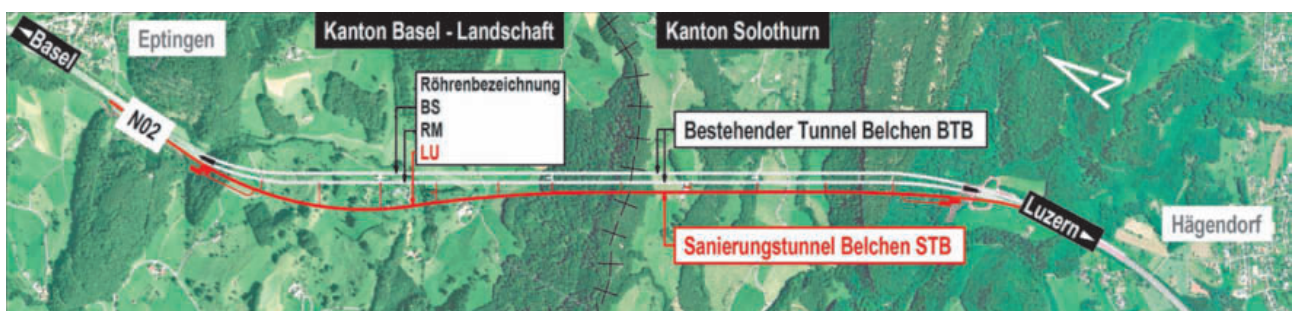 Basel
Eptingen
Kanton Basel - Landschaft
Kanton Solothurn
N02
Röhrenbezeichnung
BS
RM
LU
Bestehender Tunnel Belchen BTB
Sanierungstunnel Belchen STB
Luzern
Hägendorf
N